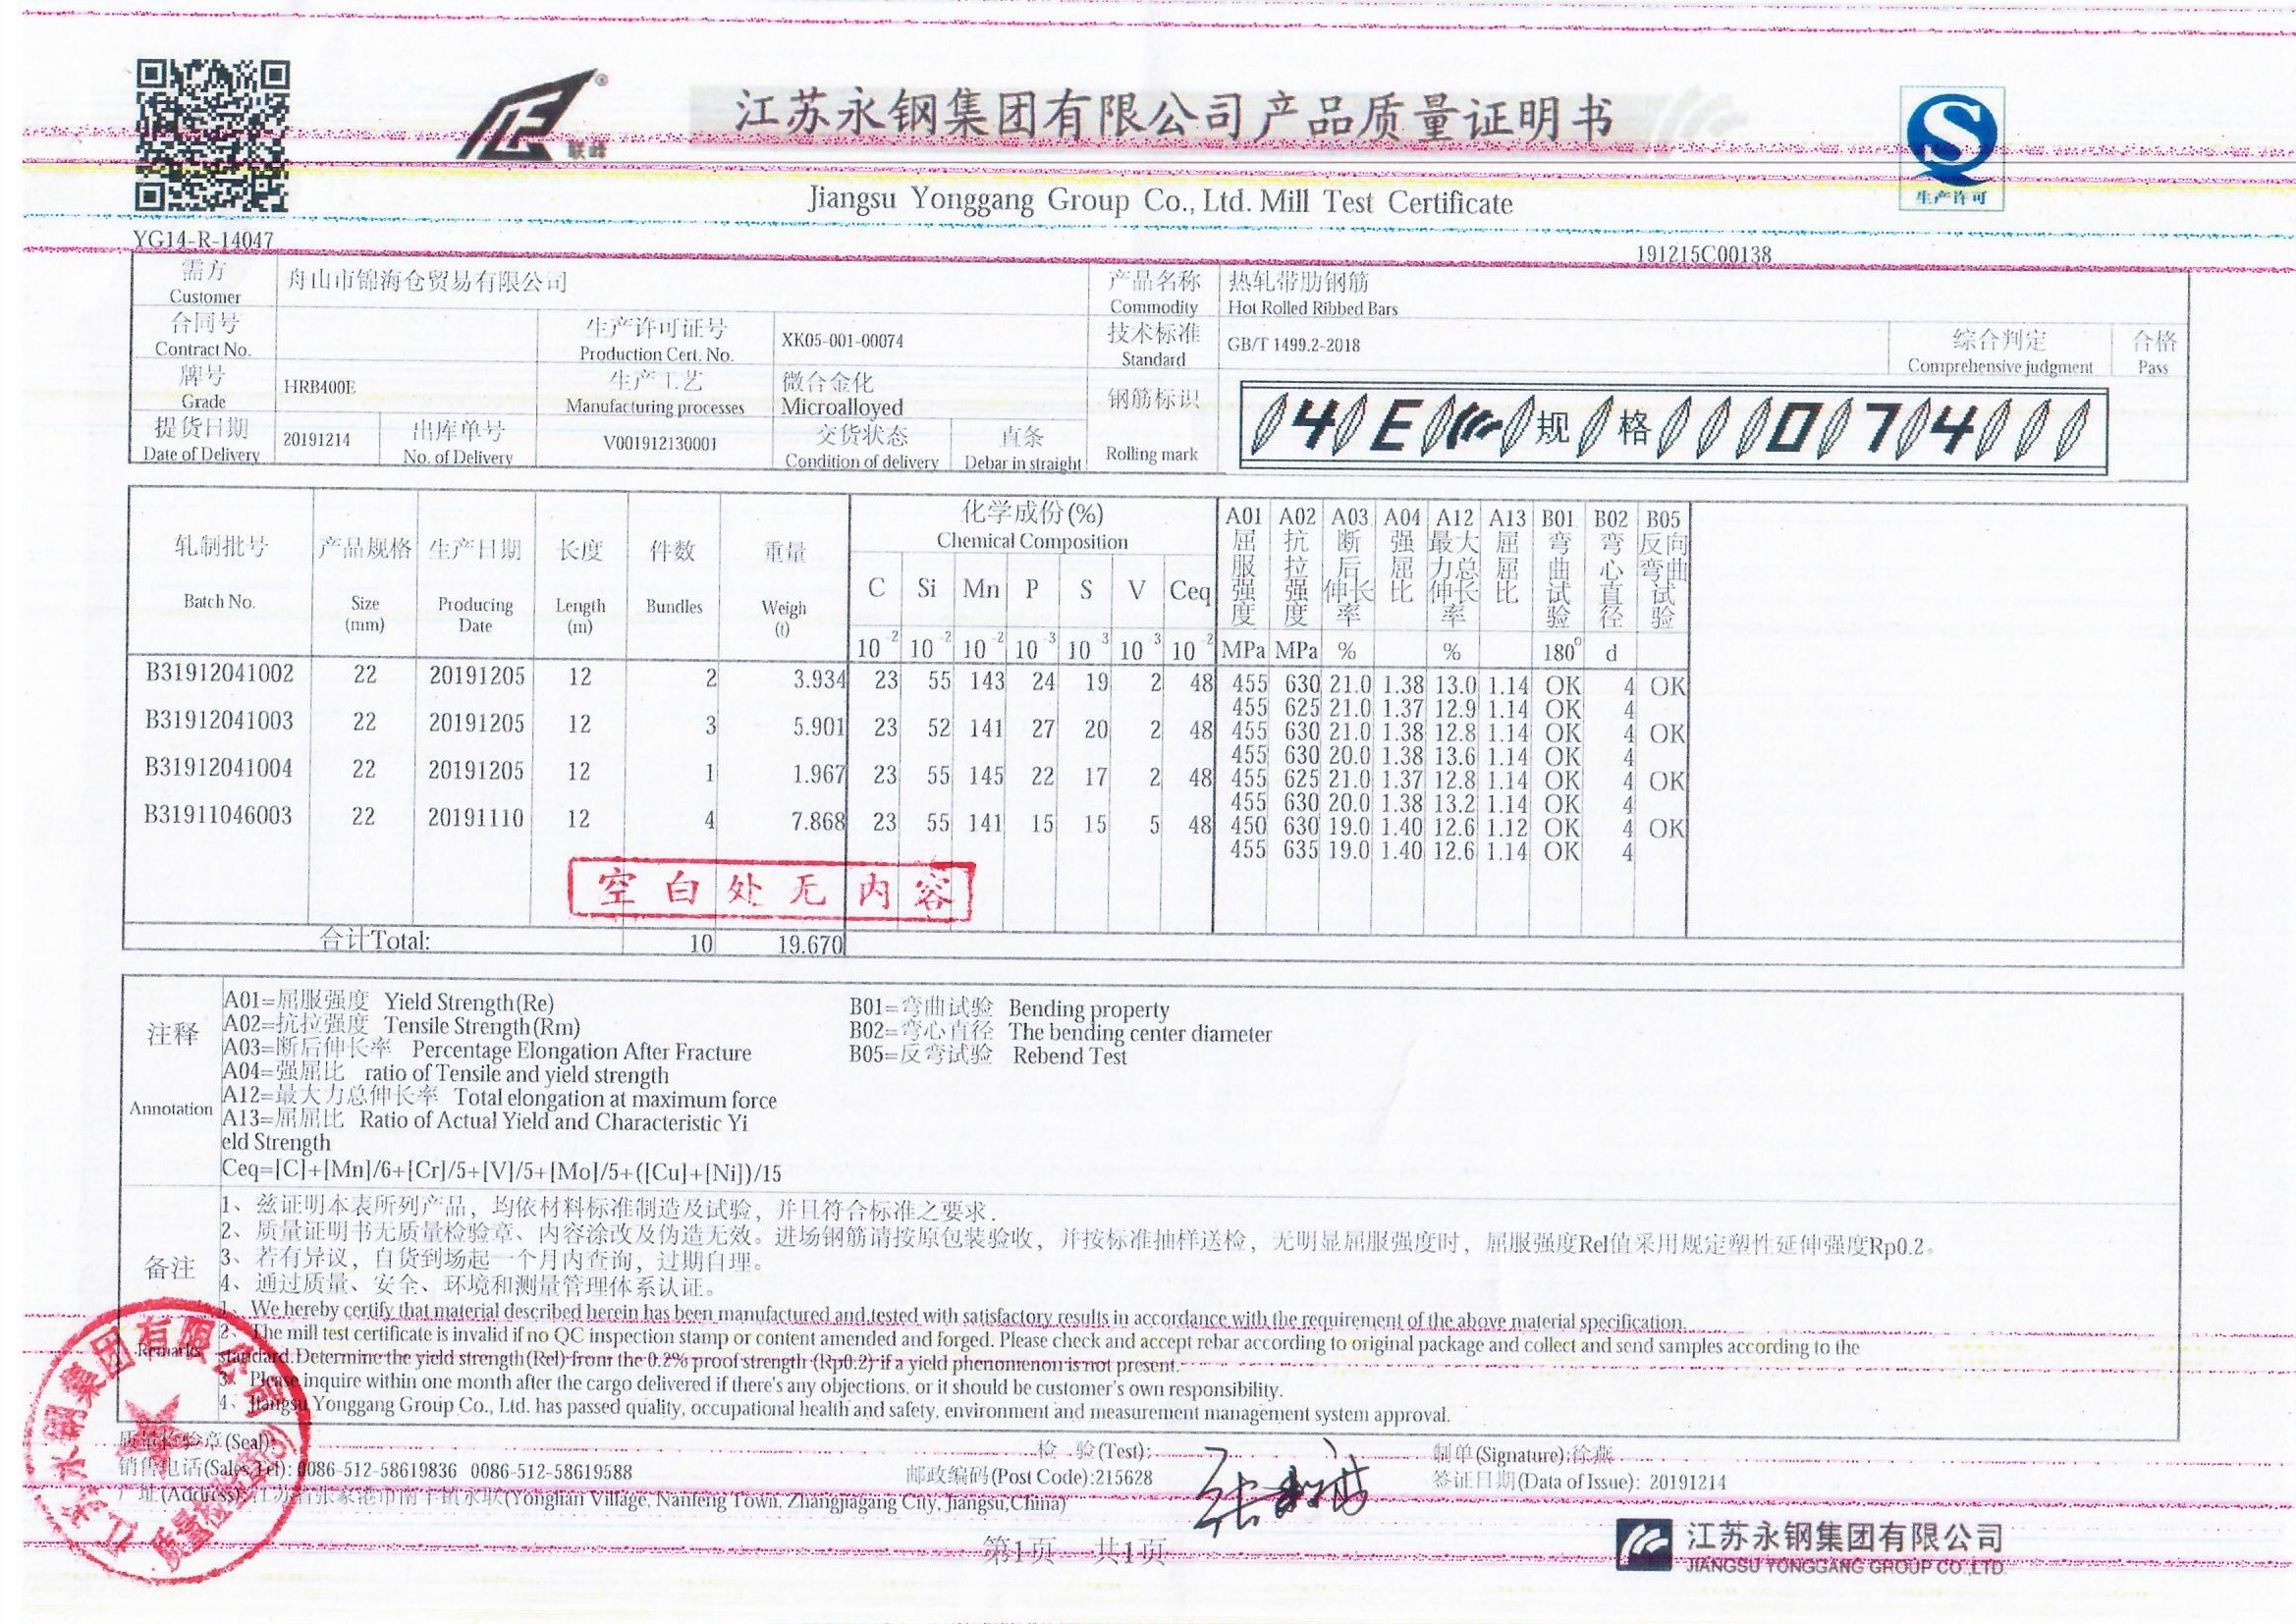 联峰
江苏永钢集团有限公司产品质量证明书
Jiangsu Yonggang Group Co., Ltd. Mill Test Certificate
生产许可
YG14-R-14047
191215C00138
需方 Customer 舟山市锦海仓贸易有限公司 产品名称 Commodity 热轧带肋钢筋 Hot Rolled Ribbed Bars
合同号 Contract No. 生产许可证号 Production Cert. No. XK05-001-00074 技术标准 Standard GB/T 1499.2-2018 综合判定 Comprehensive judgment 合格 Pass
牌号 Grade HRB400E 生产工艺 Manufacturing processes 微合金化 Microalloyed 钢筋标识 Rolling mark 4 E 规 格 0 7 4
提货日期 Date of Delivery 20191214 出库单号 No. of Delivery V001912130001 交货状态 Condition of delivery 直条 Debar in straight
轧制批号 Batch No. 产品规格 Size (mm) 生产日期 Producing Date 长度 Length (m) 件数 Bundles 重量 Weigh (t) 化学成份(%) Chemical Composition
C Si Mn P S V Ceq
10-2 10-2 10-2 10-3 10-3 10-3 10-2
A01 屈服强度 MPa A02 抗拉强度 MPa A03 断后伸长率 % A04 强屈比 A12 最大力总伸长率 % A13 屈屈比 B01 弯曲试验 180° B02 弯心直径 d B05 反向弯曲试验
B31912041002 22 20191205 12 2 3.934 23 55 143 24 19 2 48 455 630 21.0 1.38 13.0 1.14 OK 4 OK
455 625 21.0 1.37 12.9 1.14 OK 4
B31912041003 22 20191205 12 3 5.901 23 52 141 27 20 2 48 455 630 21.0 1.38 12.8 1.14 OK 4 OK
455 630 20.0 1.38 13.6 1.14 OK 4
B31912041004 22 20191205 12 1 1.967 23 55 145 22 17 2 48 455 625 21.0 1.37 12.8 1.14 OK 4 OK
455 630 20.0 1.38 13.2 1.14 OK 4
B31911046003 22 20191110 12 4 7.868 23 55 141 15 15 5 48 450 630 19.0 1.40 12.6 1.12 OK 4 OK
455 635 19.0 1.40 12.6 1.14 OK 4
空白处无内容
合计Total: 10 19.670
注释 Annotation
A01=屈服强度 Yield Strength(Re)
A02=抗拉强度 Tensile Strength(Rm)
A03=断后伸长率 Percentage Elongation After Fracture
A04=强屈比 ratio of Tensile and yield strength
A12=最大力总伸长率 Total elongation at maximum force
A13=屈屈比 Ratio of Actual Yield and Characteristic Yi
eld Strength
Ceq=[C]+[Mn]/6+[Cr]/5+[V]/5+[Mo]/5+([Cu]+[Ni])/15
B01=弯曲试验 Bending property
B02=弯心直径 The bending center diameter
B05=反弯试验 Rebend Test
备注 Remarks
1、兹证明本表所列产品，均依材料标准制造及试验，并且符合标准之要求.
2、质量证明书无质量检验章、内容涂改及伪造无效。进场钢筋请按原包装验收，并按标准抽样送检，无明显屈服强度时，屈服强度Rel值采用规定塑性延伸强度Rp0.2。
3、若有异议，自货到场起一个月内查询，过期自理。
4、通过质量、安全、环境和测量管理体系认证。
1、We hereby certify that material described herein has been manufactured and tested with satisfactory results in accordance with the requirement of the above material specification.
2、The mill test certificate is invalid if no QC inspection stamp or content amended and forged. Please check and accept rebar according to original package and collect and send samples according to the
standard.Determine the yield strength(Rel) from the 0.2% proof strength (Rp0.2) if a yield phenomenon is not present.
3、Please inquire within one month after the cargo delivered if there's any objections, or it should be customer's own responsibility.
4、Jiangsu Yonggang Group Co., Ltd. has passed quality, occupational health and safety, environment and measurement management system approval.
质量检验章(Seal): 检 验(Test): 制单(Signature):徐燕
销售电话(Sales Tel): 0086-512-58619836 0086-512-58619588 邮政编码(Post Code):215628 签证日期(Data of Issue): 20191214
厂址(Address): 江苏省张家港市南丰镇永联(Yonglian Village, Nanfeng Town, Zhangjiagang City, Jiangsu,China)
第1页 共1页
江苏永钢集团有限公司
JIANGSU YONGGANG GROUP CO.,LTD.